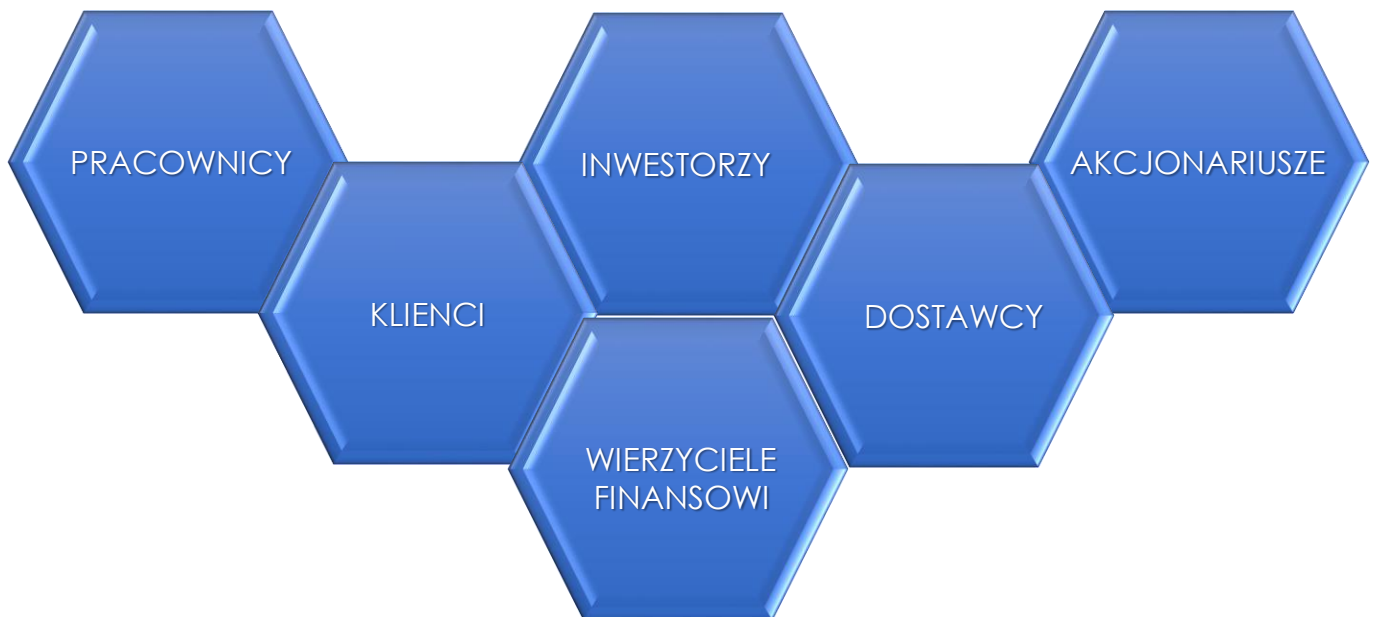 PRACOWNICY
INWESTORZY
AKCJONARIUSZE
KLIENCI
DOSTAWCY
WIERZYCIELE
FINANSOWI